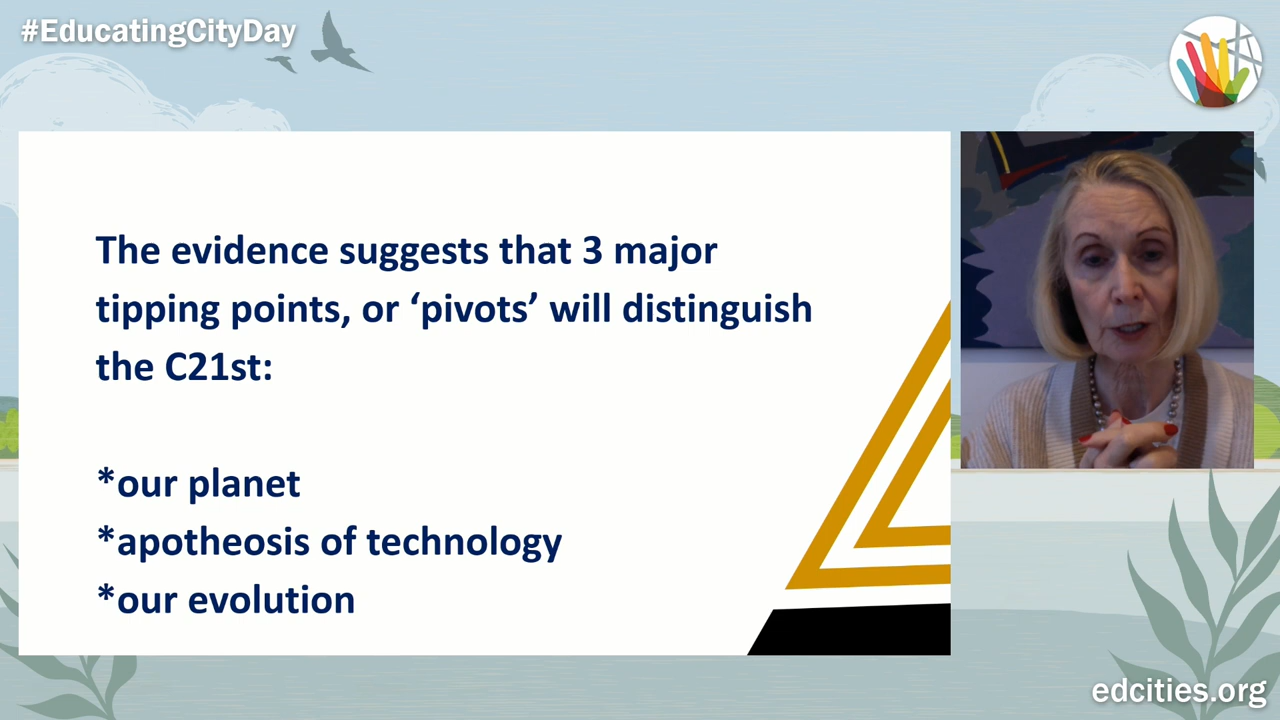 #EducatingCityDay
The evidence suggests that 3 major
tipping points, or ‘pivots’ will distinguish
the C21st:
*our planet
*apotheosis of technology
*our evolution
edcities.org